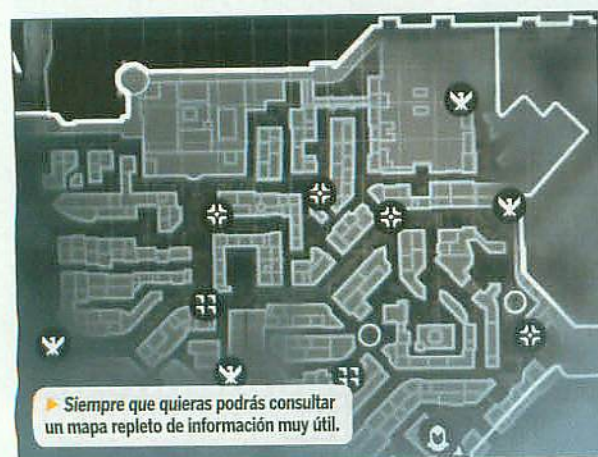 Siempre que quieras podrás consultar
un mapa repleto de información muy útil.